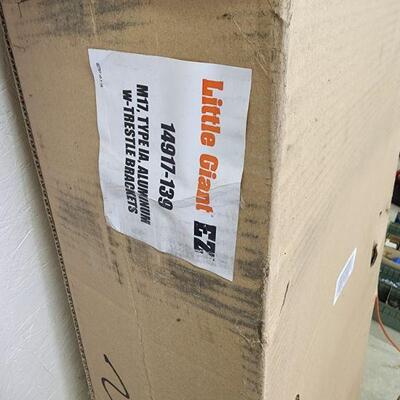 Little Giant EZ
14917-139
M17, TYPE IA, ALUMINUM
W-TRESTLE BRACKETS